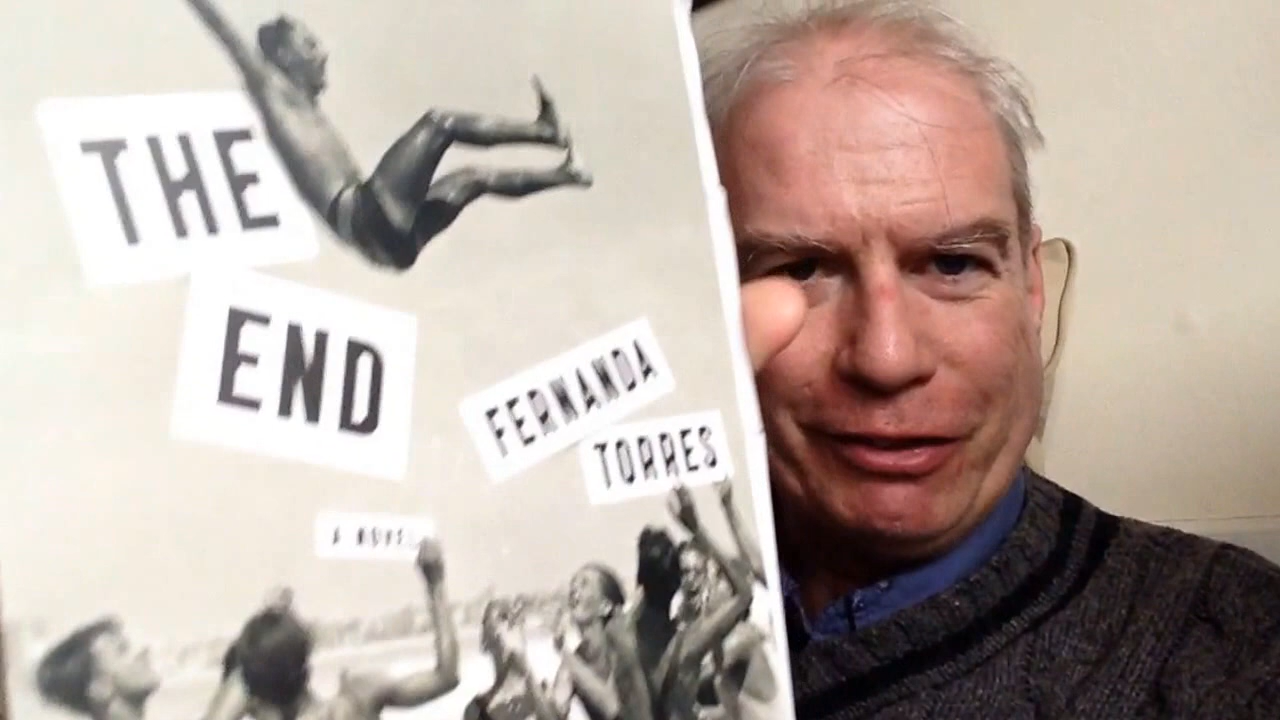 THE
END
FERNANDA
TORRES
A NOVEL